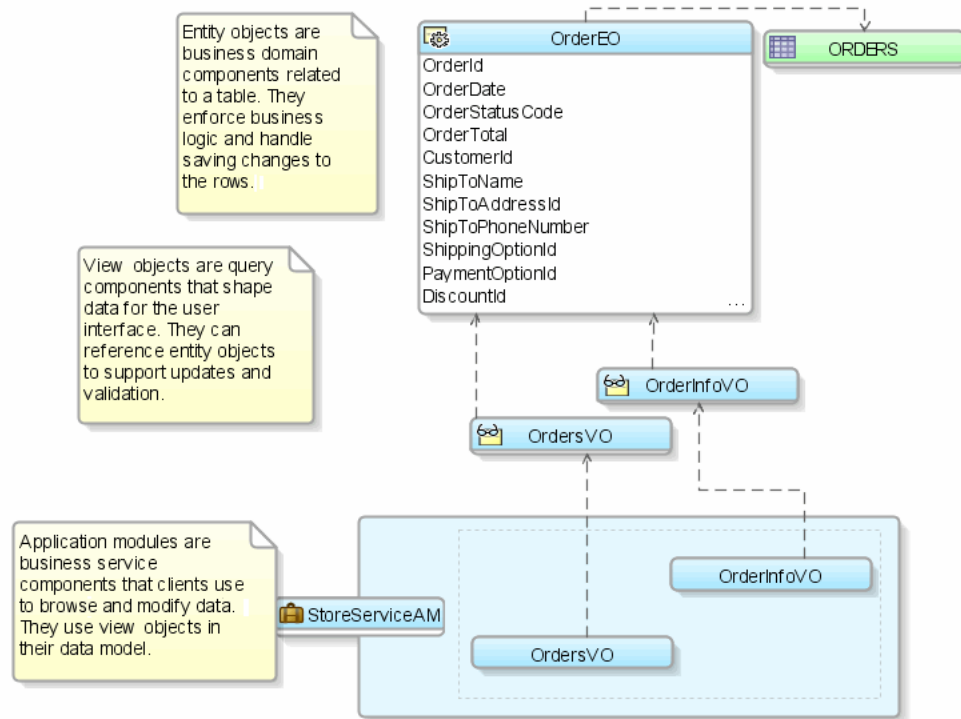 Entity objects are
business domain
components related
to a table. They
enforce business
logic and handle
saving changes to
the rows.
OrderEO
OrderId
OrderDate
OrderStatusCode
OrderTotal
CustomerId
ShipToName
ShipToAddressId
ShipToPhoneNumber
ShippingOptionId
PaymentOptionId
DiscountId
...
ORDERS
View objects are query
components that shape
data for the user
interface. They can
reference entity objects
to support updates and
validation.
OrderInfoVO
OrdersVO
Application modules are
business service
components that clients use
to browse and modify data.
They use view objects in
their data model.
StoreServiceAM
OrderInfoVO
OrdersVO